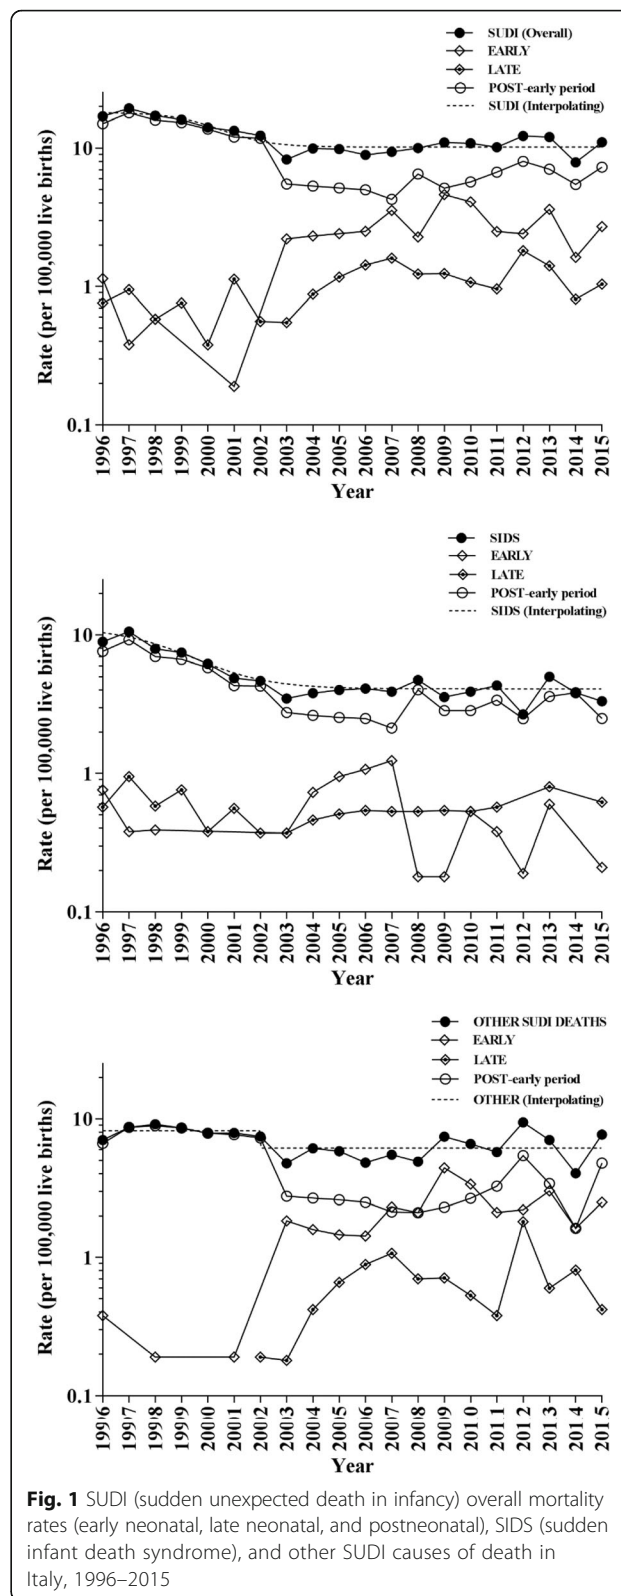 SUDI (Overall)
EARLY
LATE
POST-early period
SUDI (Interpolating)
Rate (per 100,000 live births)
10
1
0.1
1996
1997
1998
1999
2000
2001
2002
2003
2004
2005
2006
2007
2008
2009
2010
2011
2012
2013
2014
2015
Year
SIDS
EARLY
LATE
POST-early period
SIDS (Interpolating)
Rate (per 100,000 live births)
10
1
0.1
1996
1997
1998
1999
2000
2001
2002
2003
2004
2005
2006
2007
2008
2009
2010
2011
2012
2013
2014
2015
Year
OTHER SUDI DEATHS
EARLY
LATE
POST-early period
OTHER (Interpolating)
Rate (per 100,000 live births)
10
1
0.1
1996
1997
1998
1999
2000
2001
2002
2003
2004
2005
2006
2007
2008
2009
2010
2011
2012
2013
2014
2015
Year
Fig. 1 SUDI (sudden unexpected death in infancy) overall mortality
rates (early neonatal, late neonatal, and postneonatal), SIDS (sudden
infant death syndrome), and other SUDI causes of death in
Italy, 1996–2015